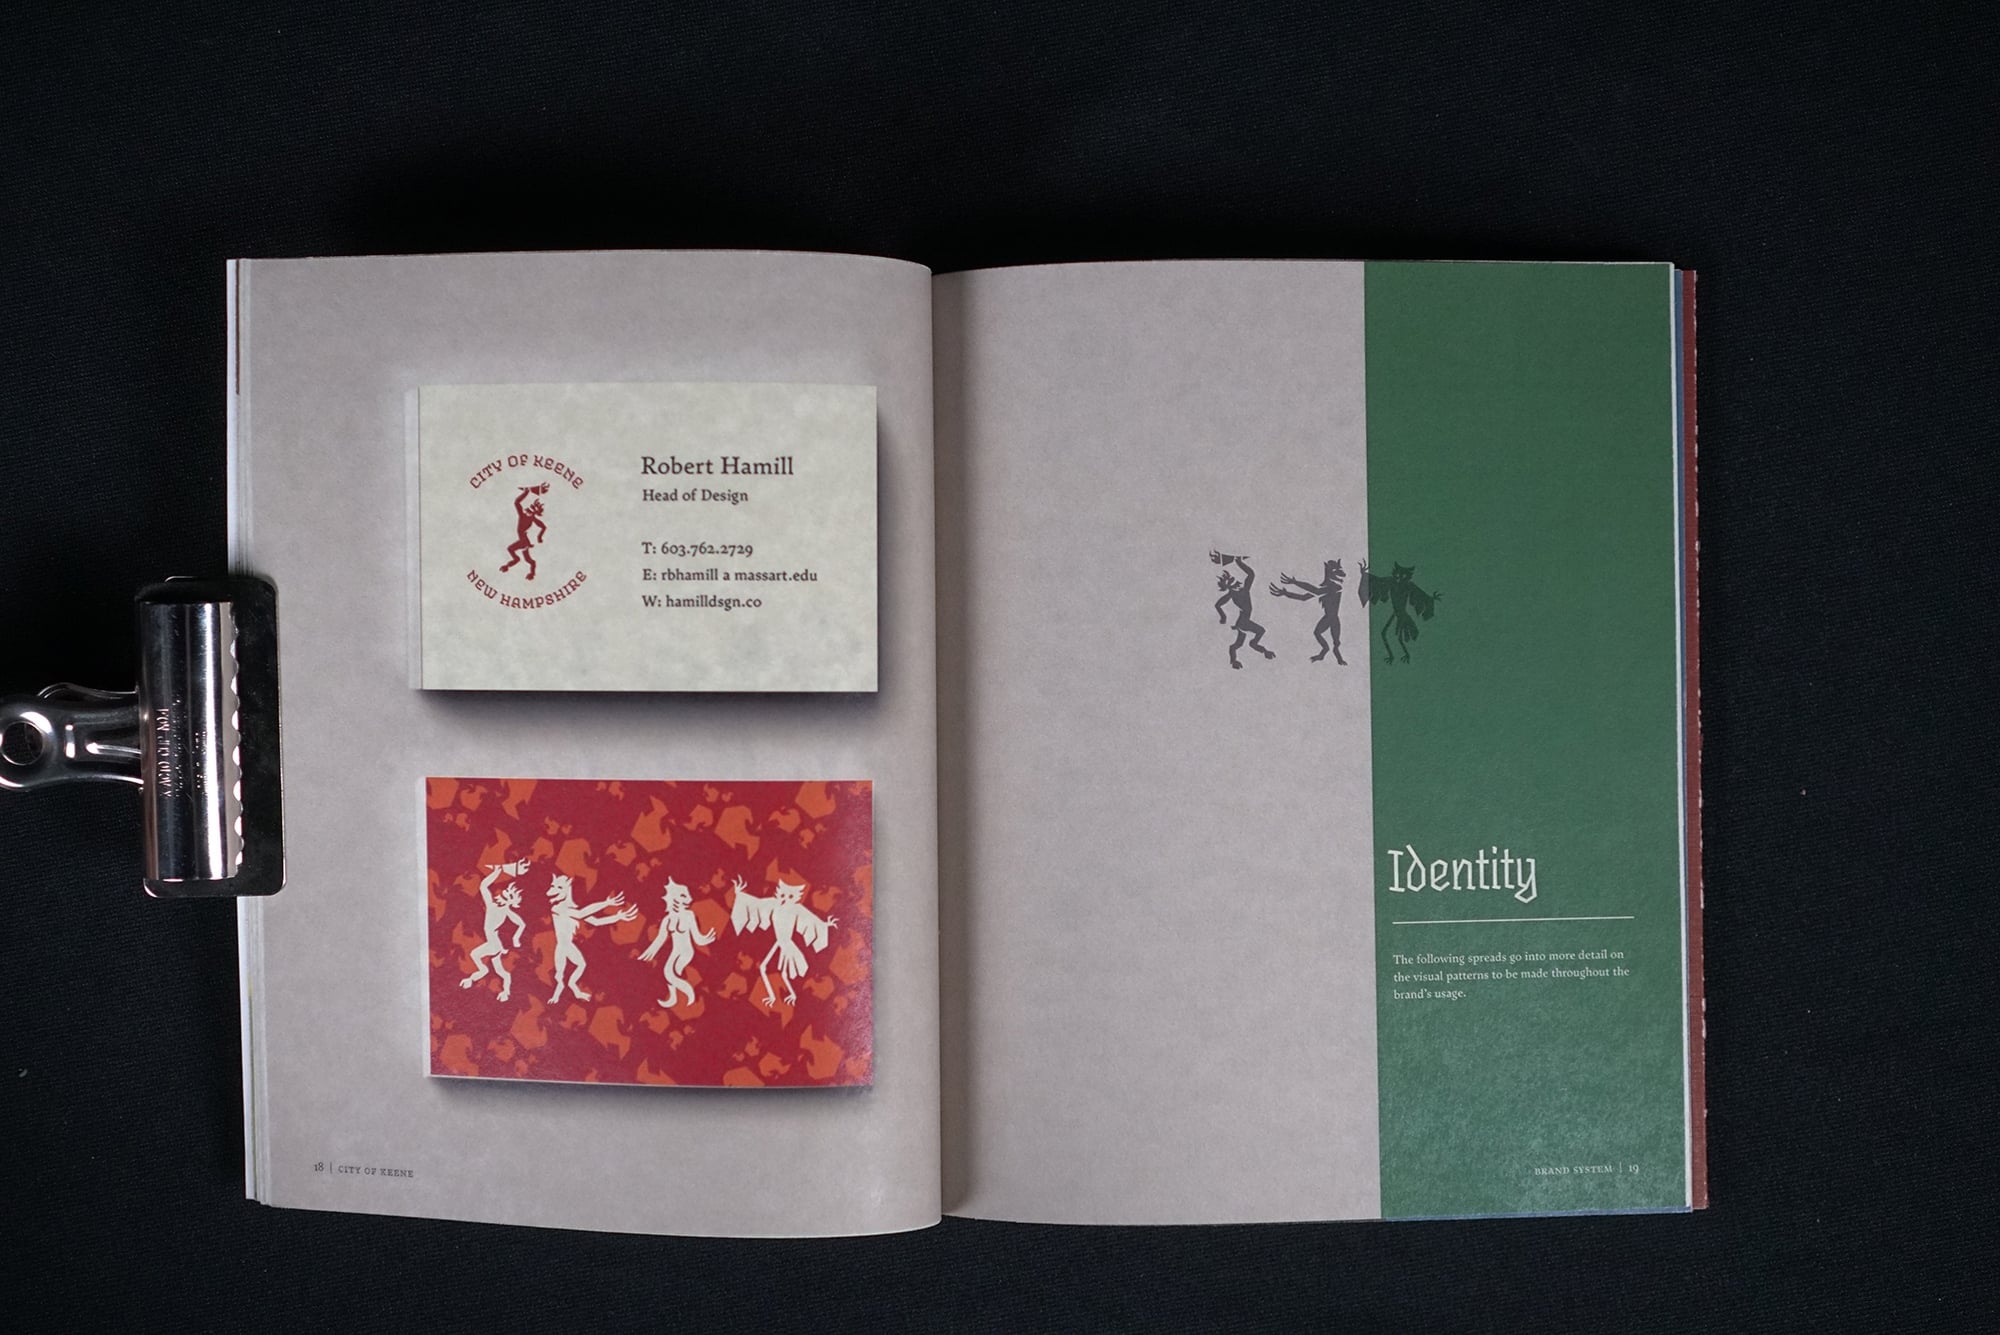 CITY OF KEENE
NEW HAMPSHIRE
Robert Hamill
Head of Design
T: 603.762.2729
E: rbhamill a massart.edu
W: hamilldsgn.co
18 | CITY OF KEENE
Identity
The following spreads go into more detail on
the visual patterns to be made throughout the
brand's usage.
BRAND SYSTEM | 19